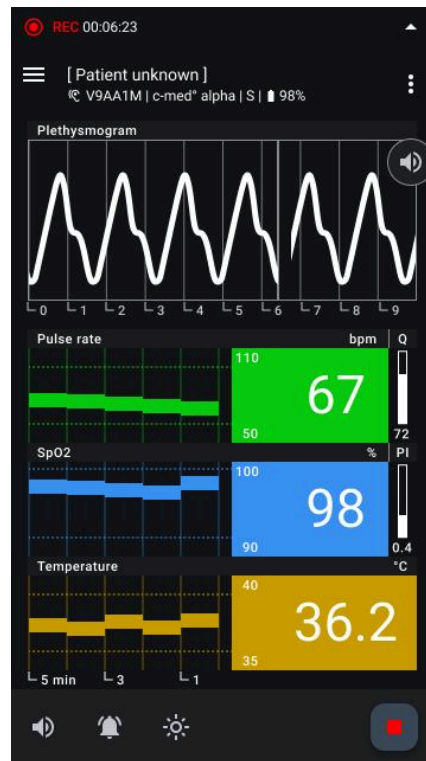 REC 00:06:23
[ Patient unknown ]
V9AA1M | c-med° alpha | S | 98%
Plethysmogram
0 1 2 3 4 5 6 7 8 9
Pulse rate bpm Q
110
67
50 72
SpO2 % PI
100
98
90 0.4
Temperature °C
40
36.2
35
5 min 3 1